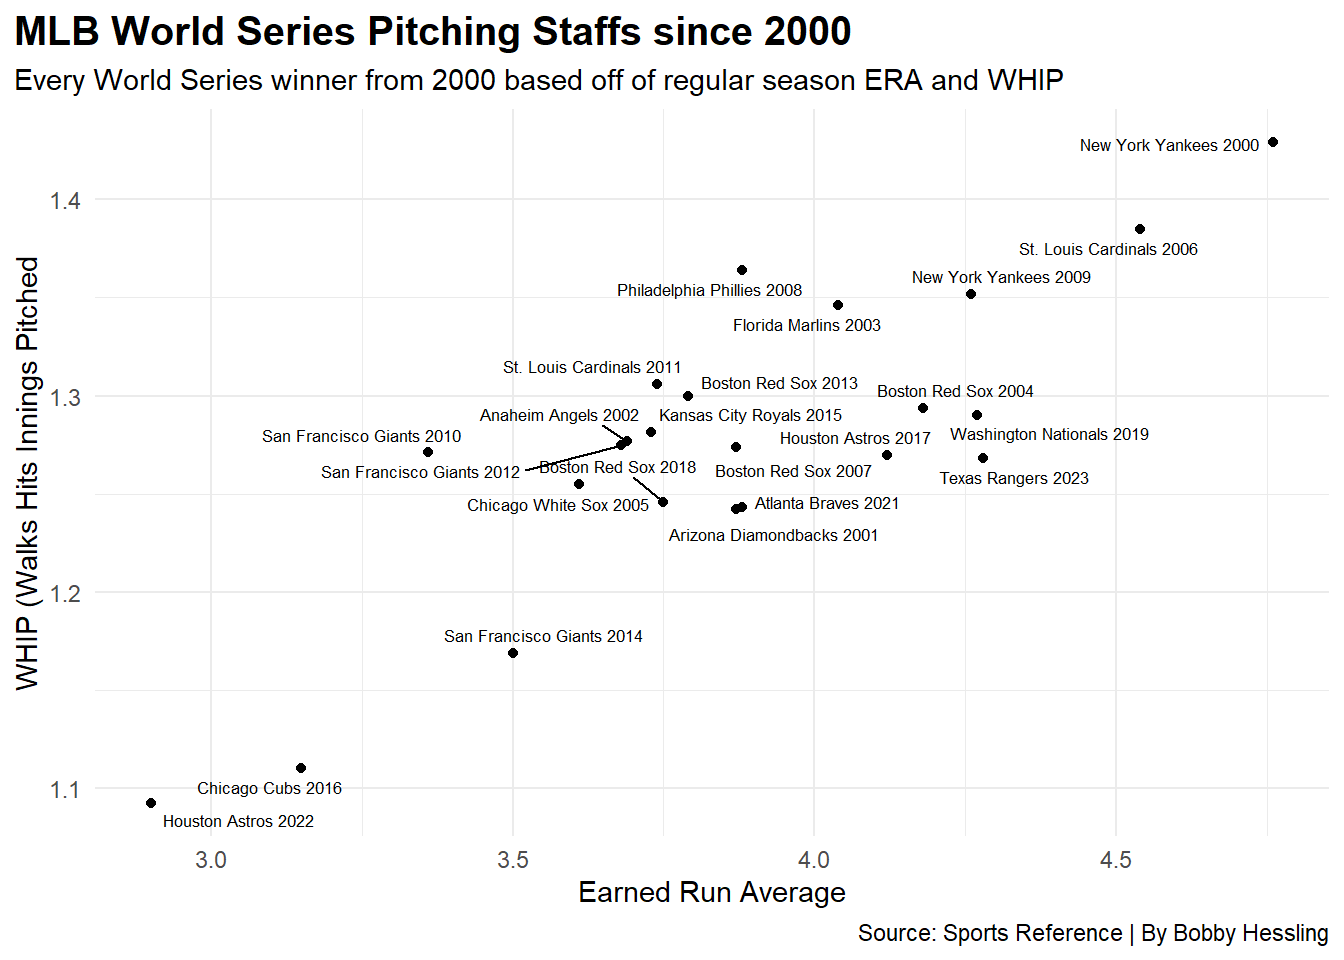 MLB World Series Pitching Staffs since 2000
Every World Series winner from 2000 based off of regular season ERA and WHIP
New York Yankees 2000
St. Louis Cardinals 2006
New York Yankees 2009
Philadelphia Phillies 2008
Florida Marlins 2003
St. Louis Cardinals 2011
Boston Red Sox 2013
Boston Red Sox 2004
Anaheim Angels 2002
Kansas City Royals 2015
San Francisco Giants 2010
Houston Astros 2017
Washington Nationals 2019
San Francisco Giants 2012
Boston Red Sox 2018
Boston Red Sox 2007
Texas Rangers 2023
Chicago White Sox 2005
Atlanta Braves 2021
Arizona Diamondbacks 2001
San Francisco Giants 2014
Chicago Cubs 2016
Houston Astros 2022
1.4
1.3
1.2
1.1
WHIP (Walks Hits Innings Pitched
3.0 3.5 4.0 4.5
Earned Run Average
Source: Sports Reference | By Bobby Hessling